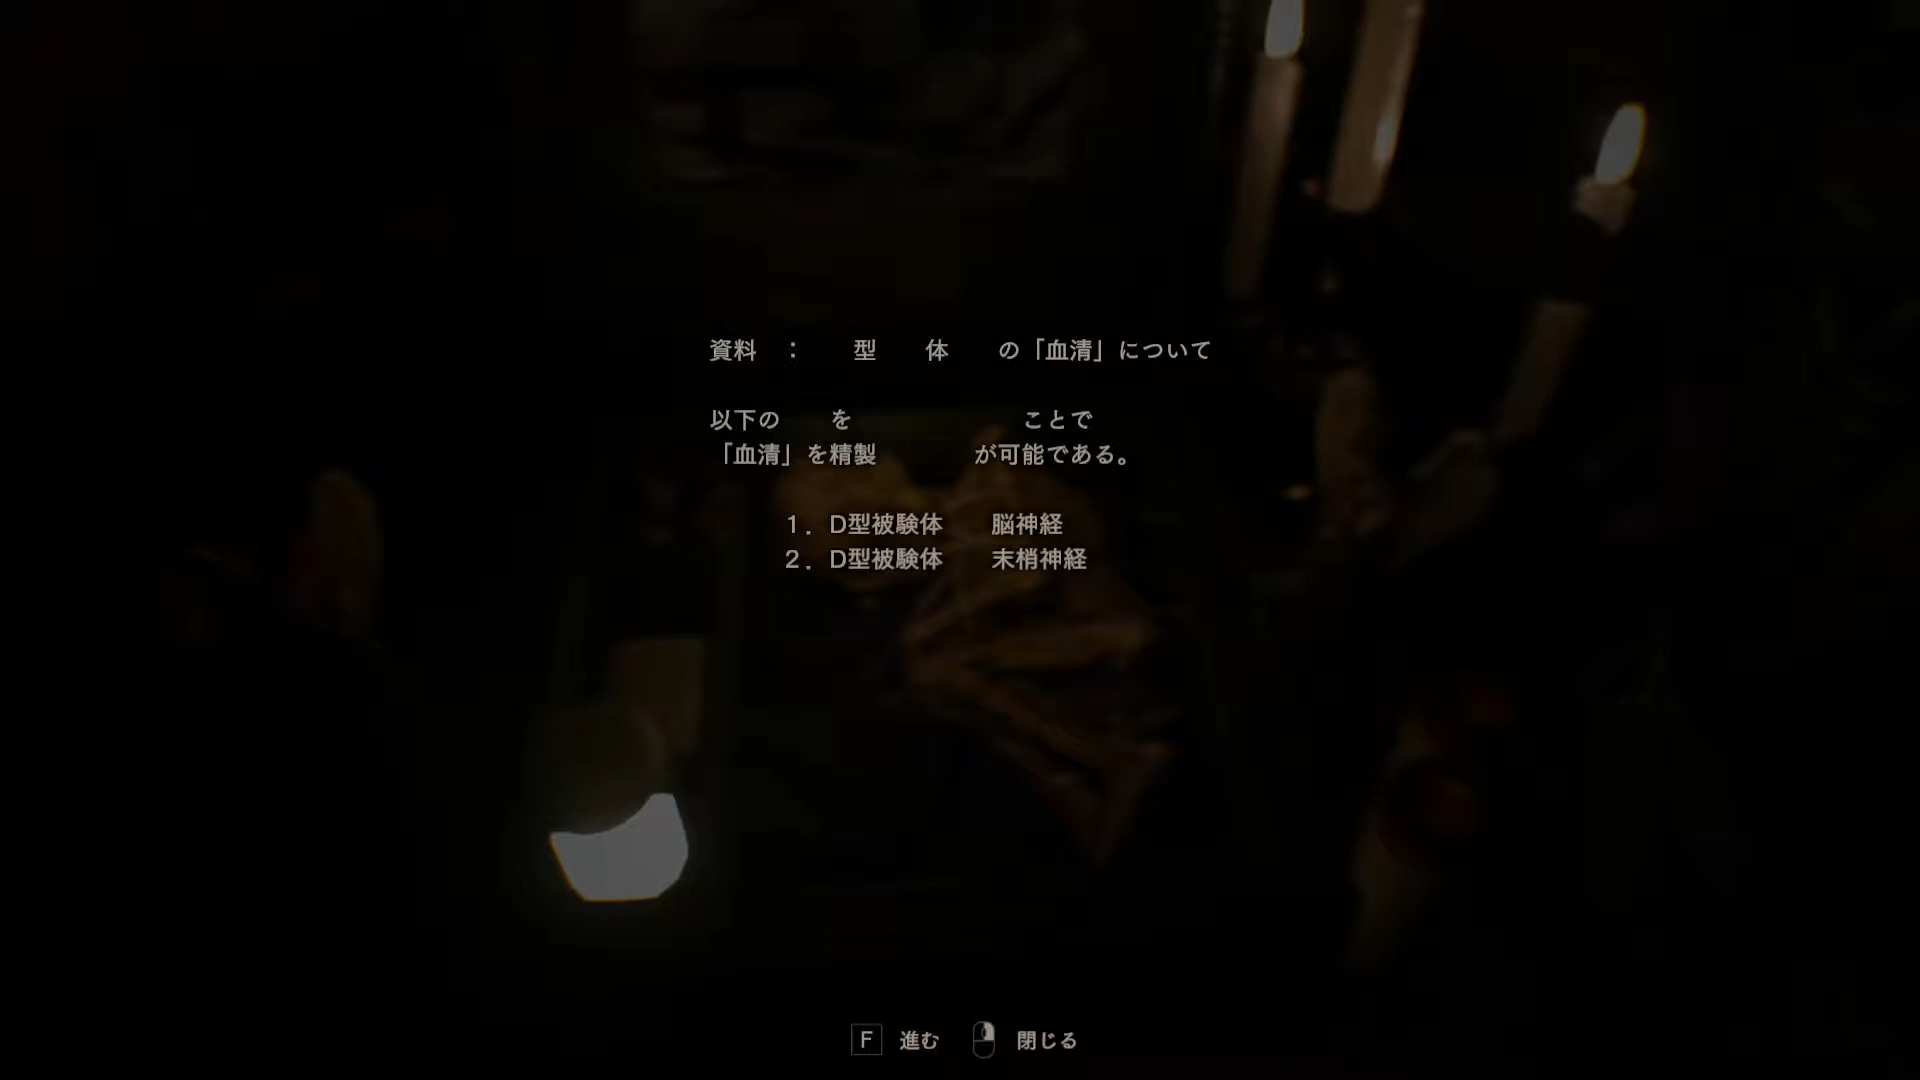 資料　：　　型　　体　　の「血清」について
以下の　　を　　　　　　　ことで
「血清」を精製　　　　が可能である。
１．D型被験体　　脳神経
２．D型被験体　　末梢神経
F 進む 閉じる